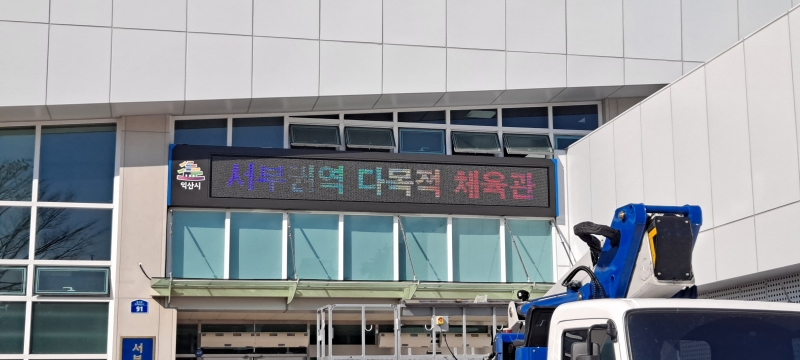 익산시
서부권역 다목적 체육관
91
서부